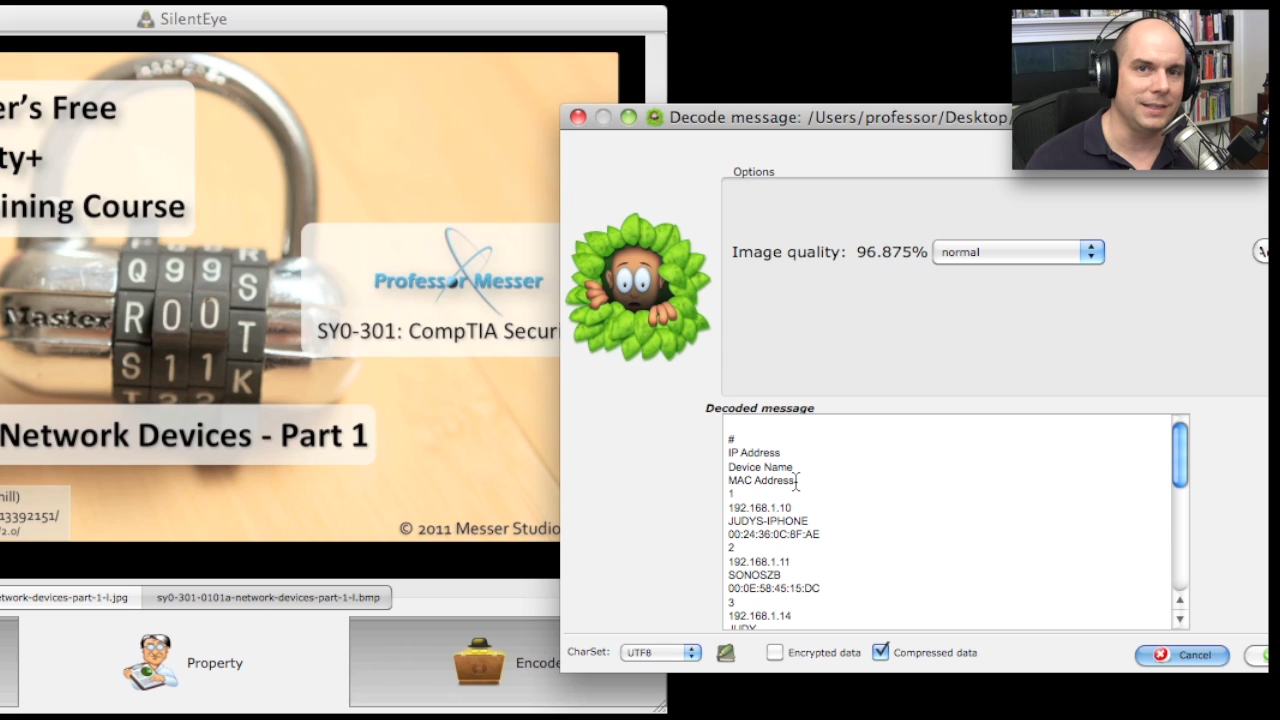 SilentEye
er's Free
ty+
ining Course
Q 9 9 R
Master R 0 0 S
S 1 1 T
K
Professor Messer
SY0-301: CompTIA Secur
Network Devices - Part 1
hill)
13392151/
/2.0/
© 2011 Messer Studio
twork-devices-part-1-l.jpg
sy0-301-0101a-network-devices-part-1-l.bmp
Property
Encode
Decode message: /Users/professor/Desktop/
Options
Image quality: 96.875% normal
Decoded message
#
IP Address
Device Name
MAC Address
1
192.168.1.10
JUDYS-IPHONE
00:24:36:0C:8F:AE
2
192.168.1.11
SONOSZB
00:0E:58:45:15:DC
3
192.168.1.14
JUDY
CharSet: UTF8
Encrypted data
Compressed data
Cancel